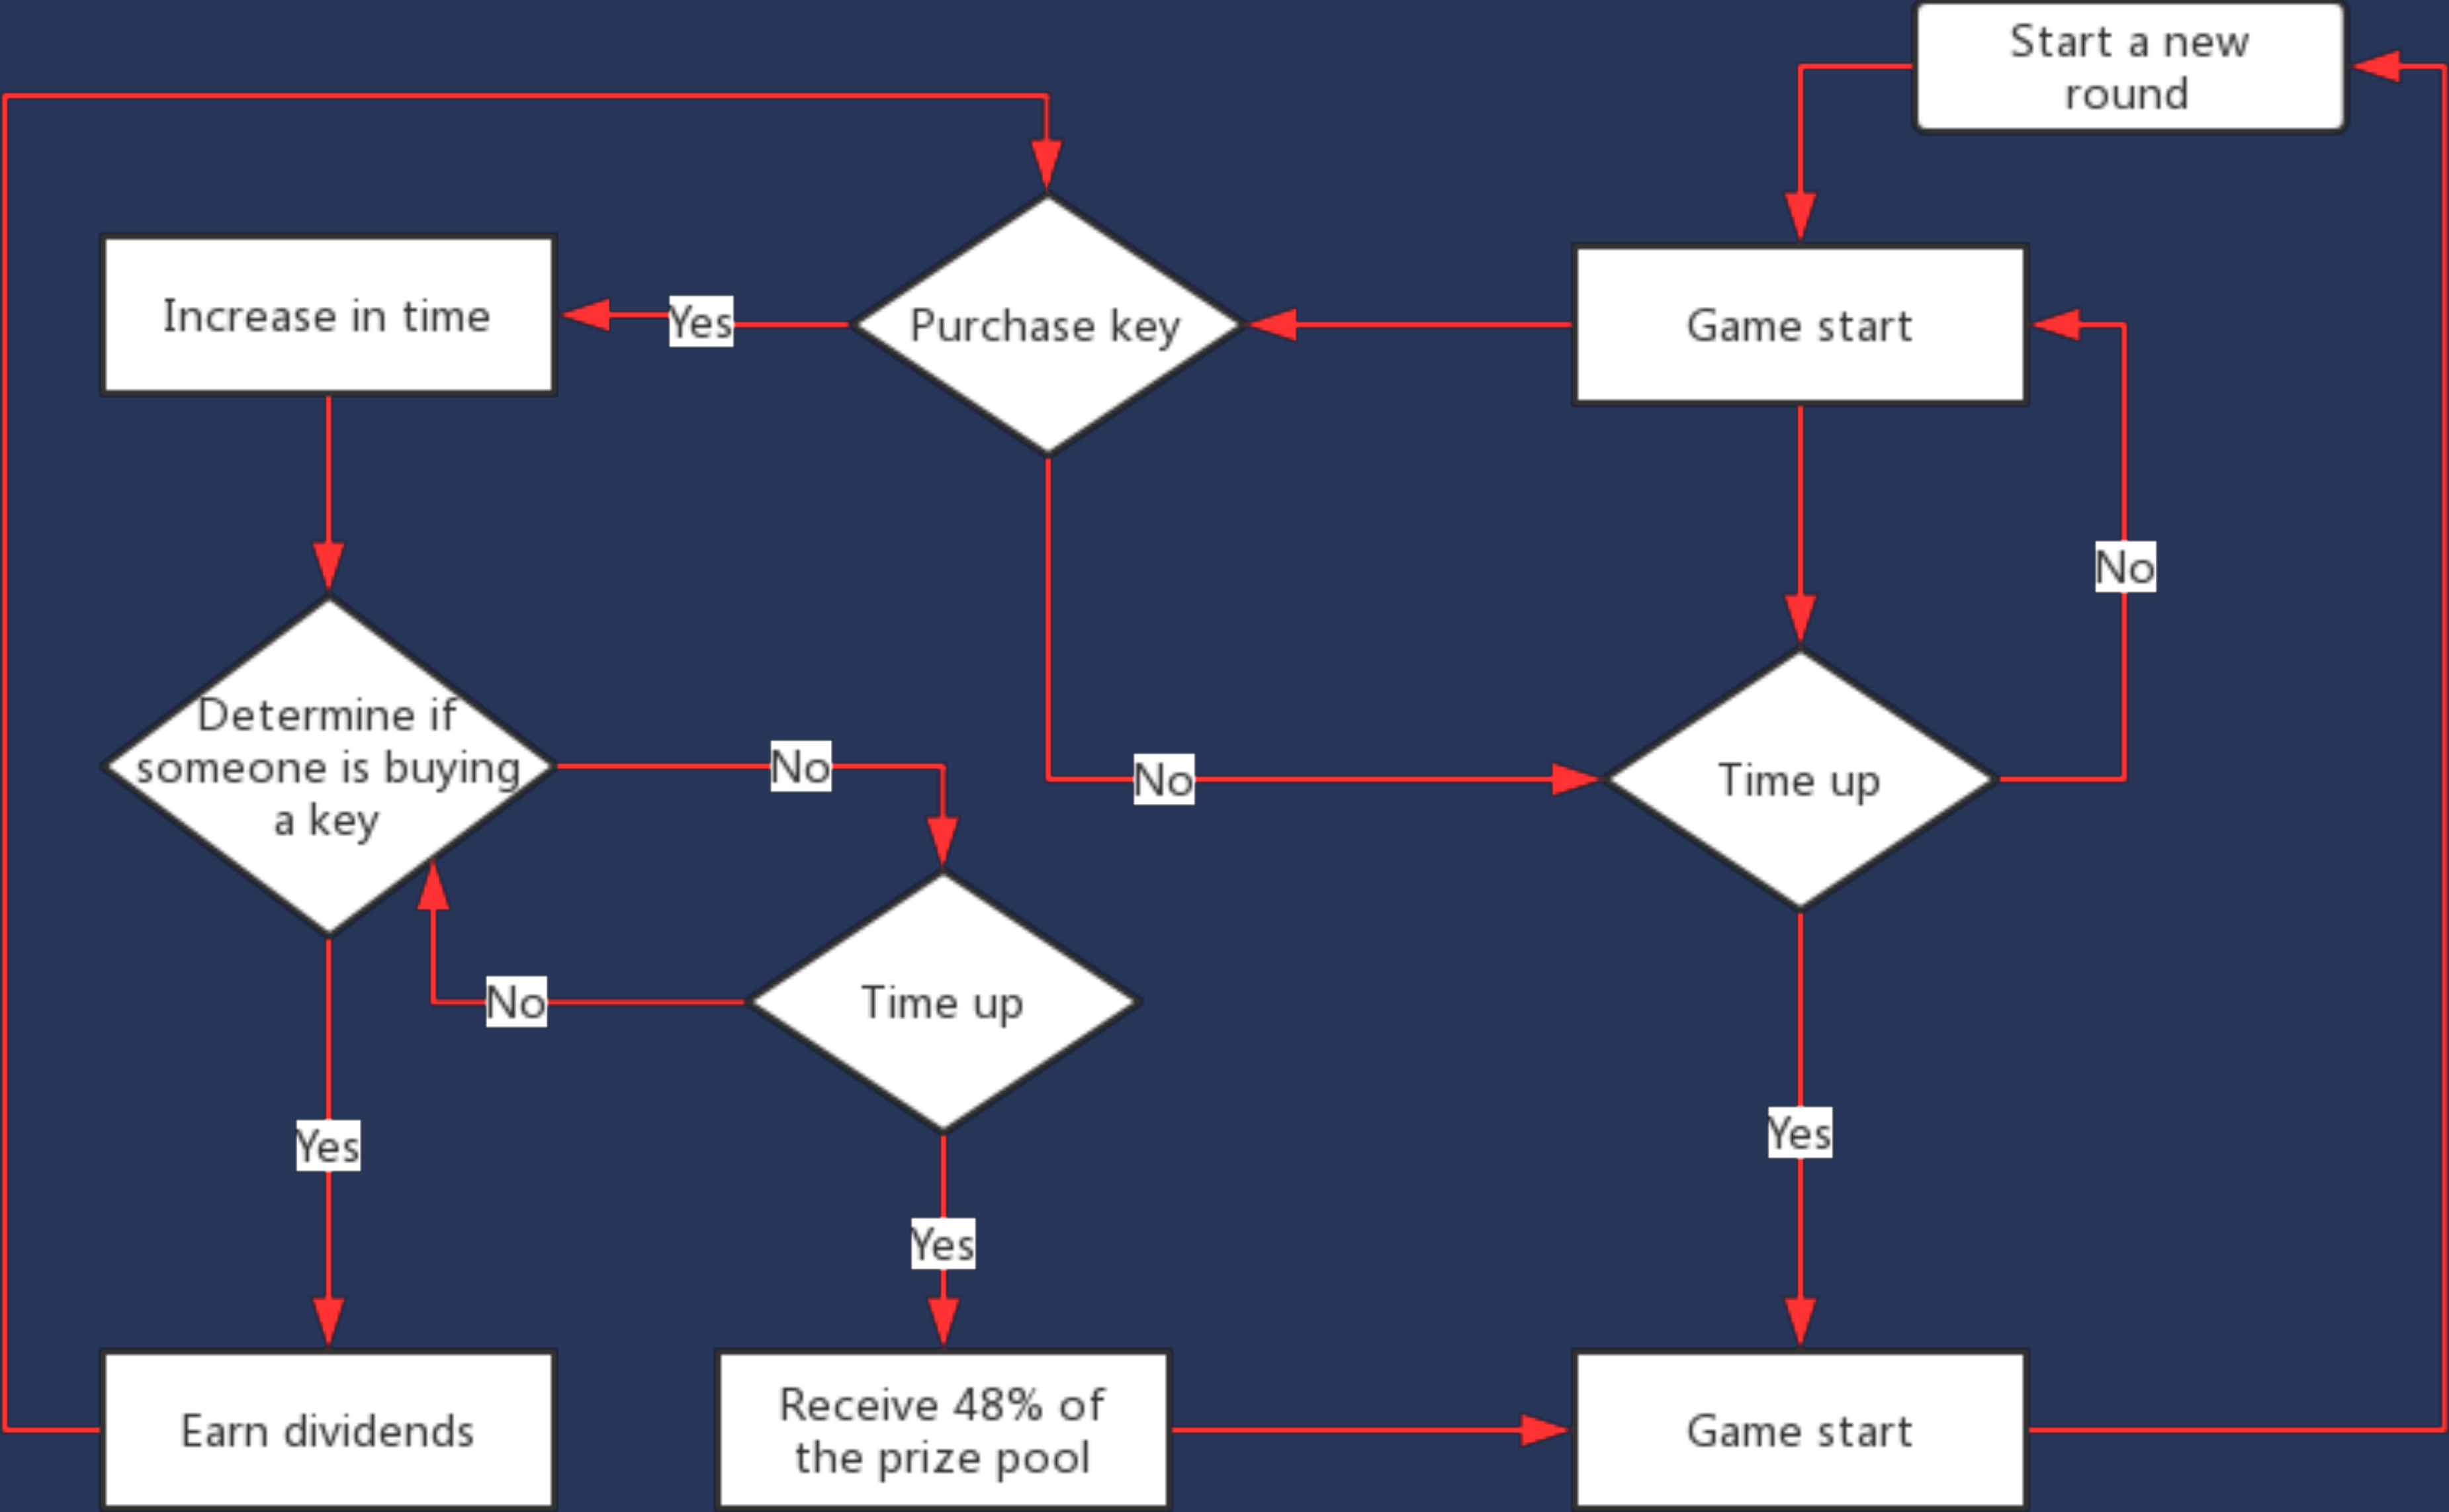 Start a new
round
Increase in time
Yes
Purchase key
Game start
No
Determine if
someone is buying
a key
No
No
Time up
No
Time up
Yes
Yes
Yes
Earn dividends
Receive 48% of
the prize pool
Game start